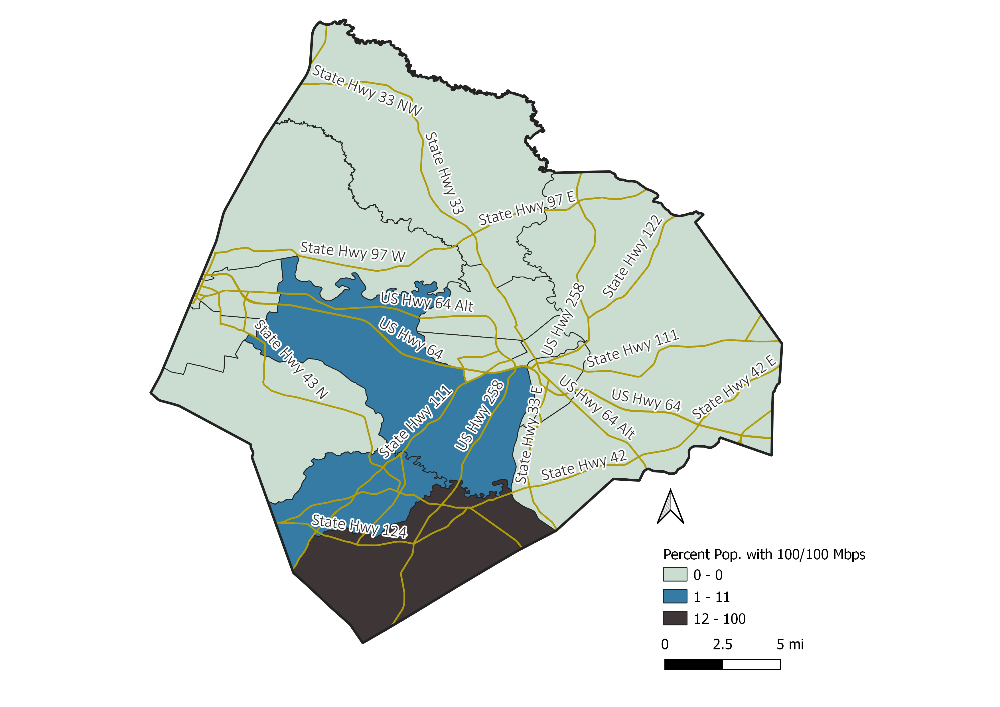 State Hwy 33 NW
State Hwy 33
State Hwy 97 E
State Hwy 122
State Hwy 97 W
US Hwy 64 Alt
US Hwy 258
US Hwy 64
State Hwy 43 N
State Hwy 111
State Hwy 42 E
US Hwy 64
US Hwy 64 Alt
State Hwy 33 E
State Hwy 111
US Hwy 258
State Hwy 42
State Hwy 124
Percent Pop. with 100/100 Mbps
0 - 0
1 - 11
12 - 100
0 2.5 5 mi